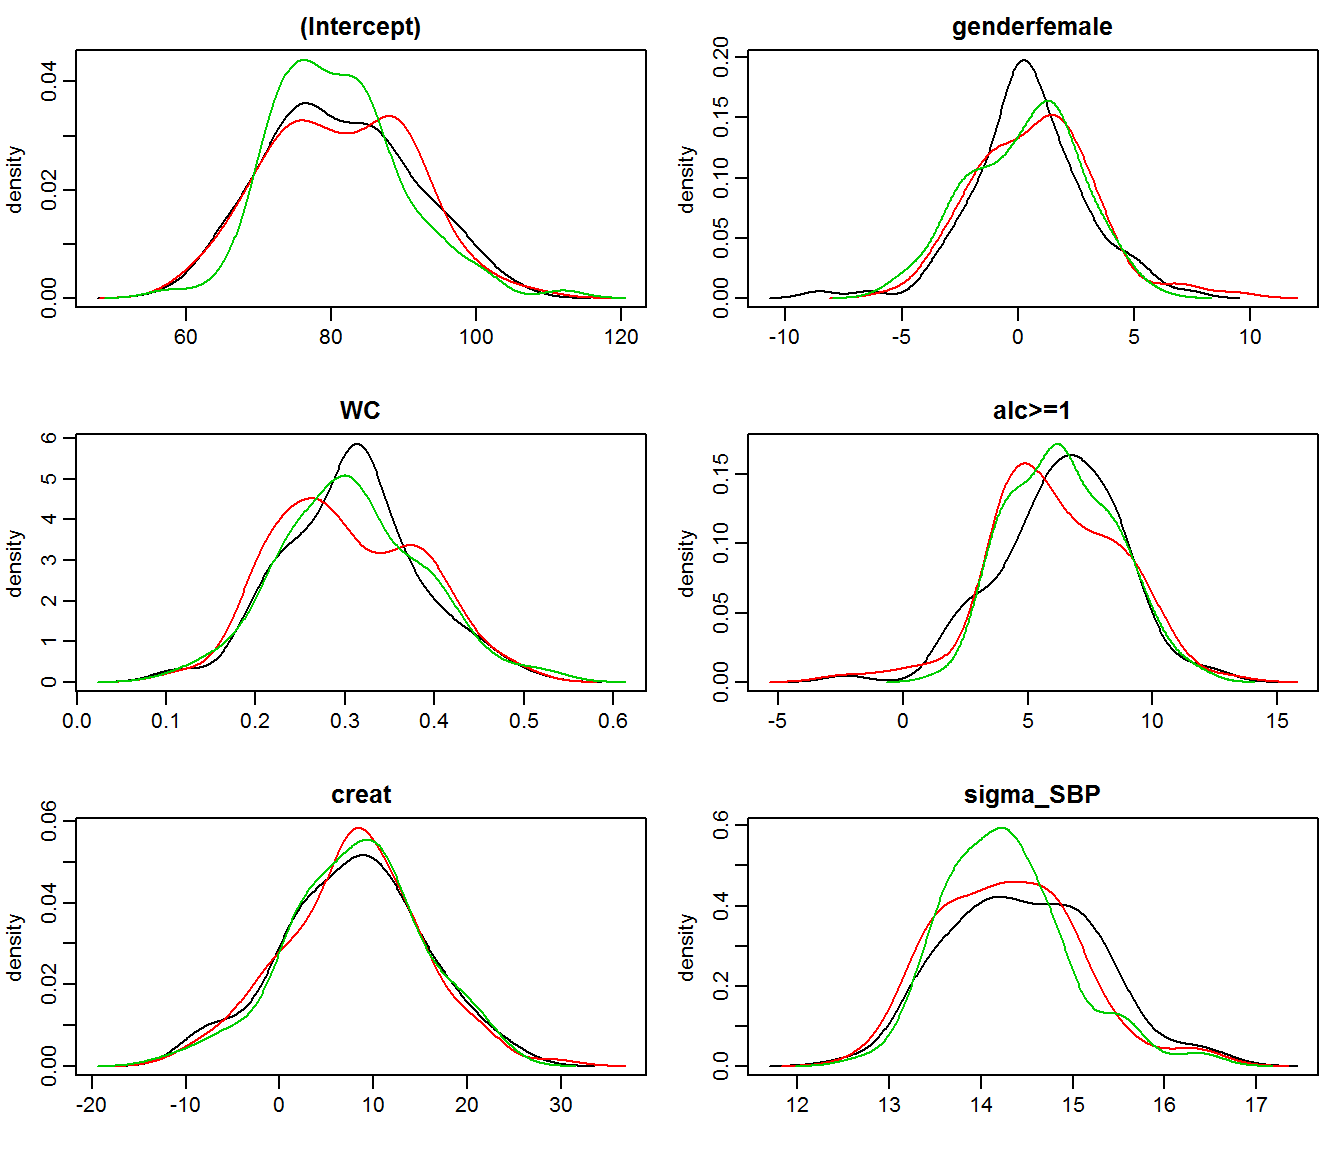 (Intercept)
density
0.00 0.02 0.04
60 80 100 120
genderfemale
density
0.00 0.05 0.10 0.15 0.20
-10 -5 0 5 10
WC
density
0 1 2 3 4 5 6
0.0 0.1 0.2 0.3 0.4 0.5 0.6
alc>=1
density
0.00 0.05 0.10 0.15
-5 0 5 10 15
creat
density
0.00 0.02 0.04 0.06
-20 -10 0 10 20 30
sigma_SBP
density
0.0 0.2 0.4 0.6
12 13 14 15 16 17